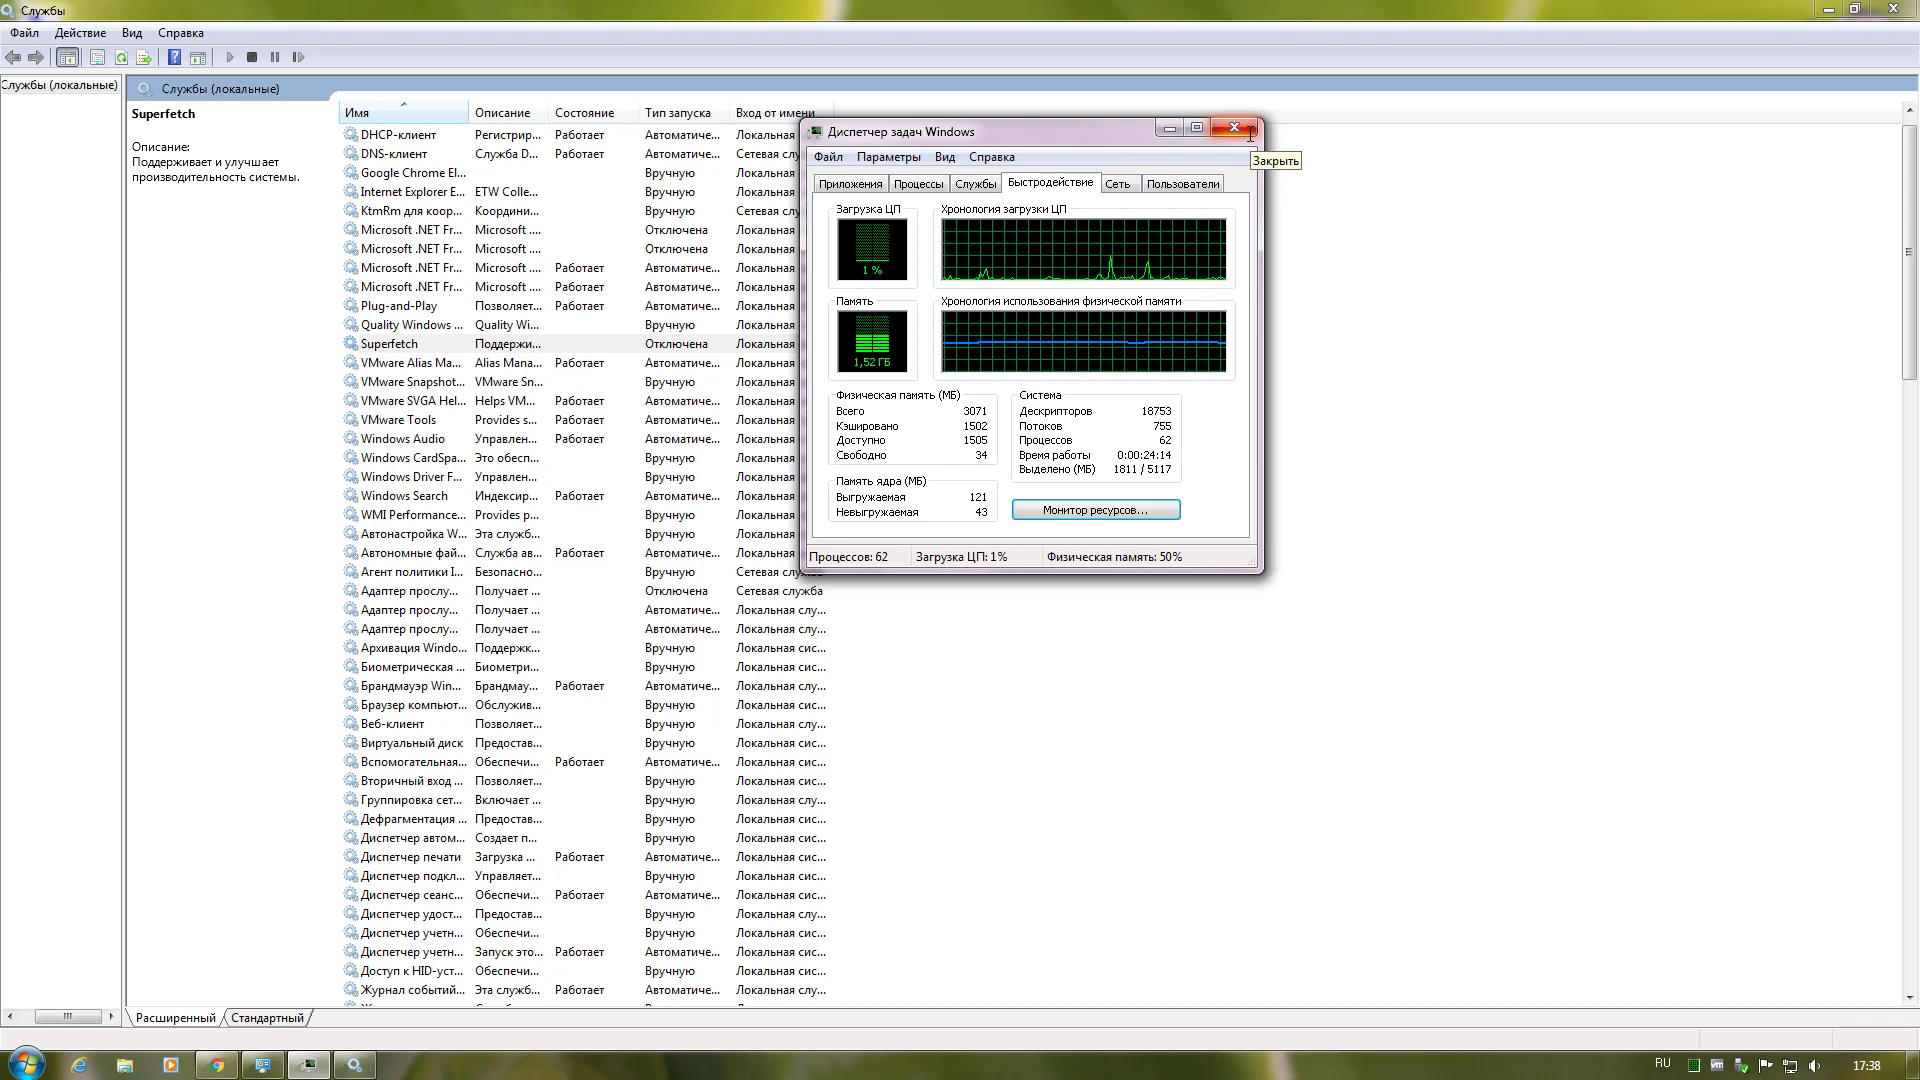 Службы
Файл Действие Вид Справка
Службы (локальные)
Службы (локальные)
Superfetch
Описание:
Поддерживает и улучшает
производительность системы.
Имя Описание Состояние Тип запуска Вход от имени
DHCP-клиент Регистрир... Работает Автоматиче... Локальная
DNS-клиент Служба D... Работает Автоматиче... Сетевая слу
Google Chrome El... Вручную Локальная
Internet Explorer E... ETW Colle... Вручную Локальная
KtmRm для коор... Координи... Вручную Сетевая слу
Microsoft .NET Fr... Microsoft .... Отключена Локальная
Microsoft .NET Fr... Microsoft .... Отключена Локальная
Microsoft .NET Fr... Microsoft .... Работает Автоматиче... Локальная
Microsoft .NET Fr... Microsoft .... Работает Автоматиче... Локальная
Plug-and-Play Позволяет... Работает Автоматиче... Локальная
Quality Windows ... Quality Wi... Вручную Локальная
Superfetch Поддержи... Отключена Локальная
VMware Alias Ma... Alias Mana... Работает Автоматиче... Локальная
VMware Snapshot... VMware Sn... Вручную Локальная
VMware SVGA Hel... Helps VM... Работает Автоматиче... Локальная
VMware Tools Provides s... Работает Автоматиче... Локальная
Windows Audio Управлен... Работает Автоматиче... Локальная
Windows CardSpa... Это обесп... Вручную Локальная
Windows Driver F... Управлен... Вручную Локальная
Windows Search Индексир... Работает Автоматиче... Локальная
WMI Performance... Provides p... Вручную Локальная
Автонастройка W... Эта служб... Вручную Локальная
Автономные фай... Служба ав... Работает Автоматиче... Локальная
Агент политики I... Безопасно... Вручную Сетевая служба
Адаптер прослу... Получает ... Отключена Сетевая служба
Адаптер прослу... Получает ... Автоматиче... Локальная слу...
Адаптер прослу... Получает ... Автоматиче... Локальная слу...
Архивация Windo... Поддержк... Вручную Локальная сис...
Биометрическая ... Биометри... Вручную Локальная сис...
Брандмауэр Win... Брандмау... Работает Автоматиче... Локальная слу...
Браузер компьют... Обслужив... Вручную Локальная сис...
Веб-клиент Позволяет... Вручную Локальная слу...
Виртуальный диск Предостав... Вручную Локальная сис...
Вспомогательная... Обеспечи... Работает Автоматиче... Локальная сис...
Вторичный вход ... Позволяет... Вручную Локальная сис...
Группировка сет... Включает ... Вручную Локальная слу...
Дефрагментация ... Предостав... Вручную Локальная сис...
Диспетчер автом... Создает п... Вручную Локальная сис...
Диспетчер печати Загрузка ... Работает Автоматиче... Локальная сис...
Диспетчер подкл... Управляет... Вручную Локальная сис...
Диспетчер сеанс... Обеспечи... Работает Автоматиче... Локальная сис...
Диспетчер удост... Предостав... Вручную Локальная слу...
Диспетчер учетн... Обеспечи... Вручную Локальная сис...
Диспетчер учетн... Запуск это... Работает Автоматиче... Локальная сис...
Доступ к HID-уст... Обеспечи... Вручную Локальная сис...
Журнал событий... Эта служб... Работает Автоматиче... Локальная слу...
Расширенный Стандартный
Диспетчер задач Windows
Файл Параметры Вид Справка
Закрыть
Приложения Процессы Службы Быстродействие Сеть Пользователи
Загрузка ЦП Хронология загрузки ЦП
1 %
Память Хронология использования физической памяти
1,52 ГБ
Физическая память (МБ)
Всего 3071
Кэшировано 1502
Доступно 1505
Свободно 34
Память ядра (МБ)
Выгружаемая 121
Невыгружаемая 43
Система
Дескрипторов 18753
Потоков 755
Процессов 62
Время работы 0:00:24:14
Выделено (МБ) 1811 / 5117
Монитор ресурсов...
Процессов: 62 Загрузка ЦП: 1% Физическая память: 50%
RU 17:38